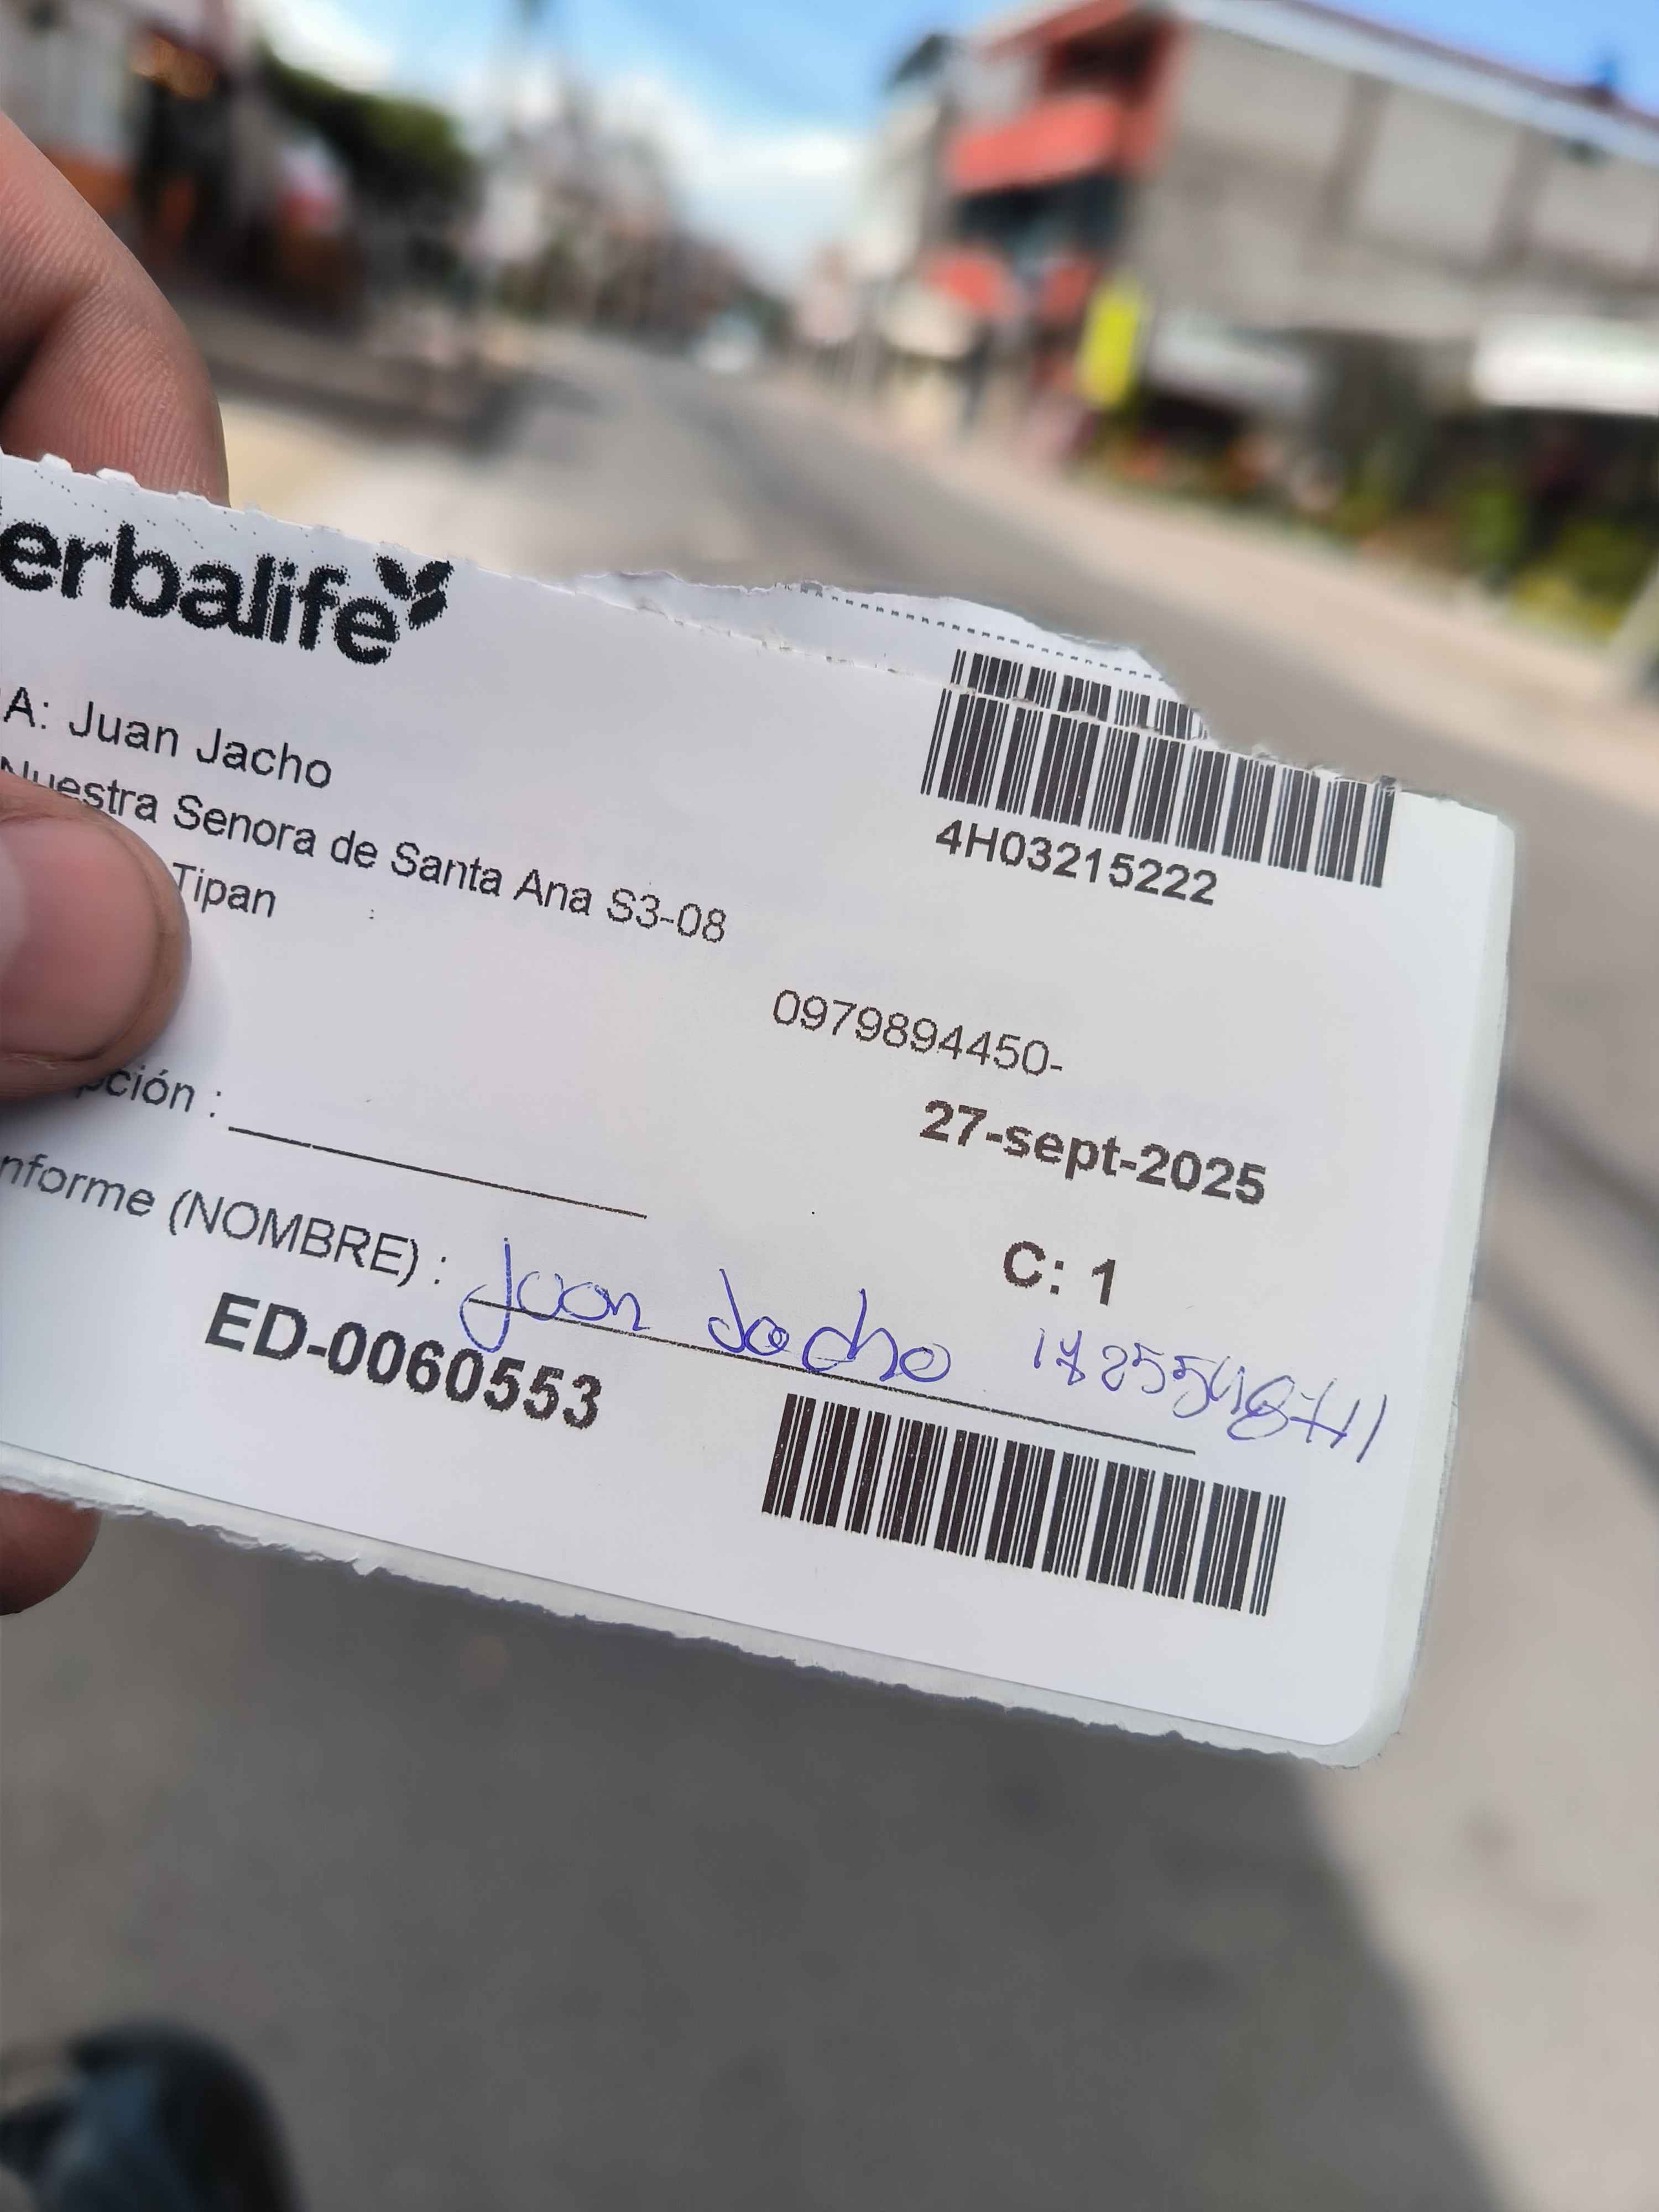 erbalife
A: Juan Jacho
4H03215222
Nuestra Senora de Santa Ana S3-08
Tipan
0979894450-
pción :
27-sept-2025
nforme (NOMBRE) : Juan Jacho
C: 1
ED-0060553